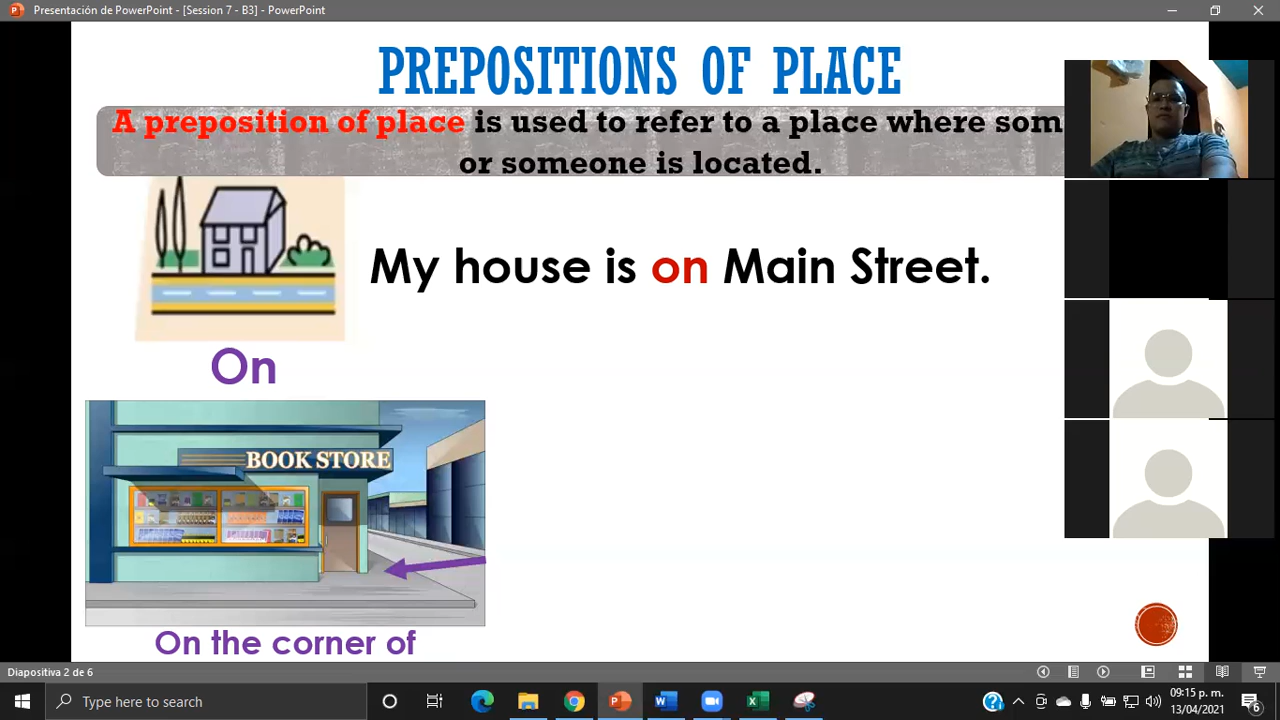 Presentación de PowerPoint - [Session 7 - B3] - PowerPoint
PREPOSITIONS OF PLACE
A preposition of place is used to refer to a place where som
or someone is located.
My house is on Main Street.
On
BOOK STORE
On the corner of
Diapositiva 2 de 6
Type here to search
09:15 p. m.
13/04/2021
6